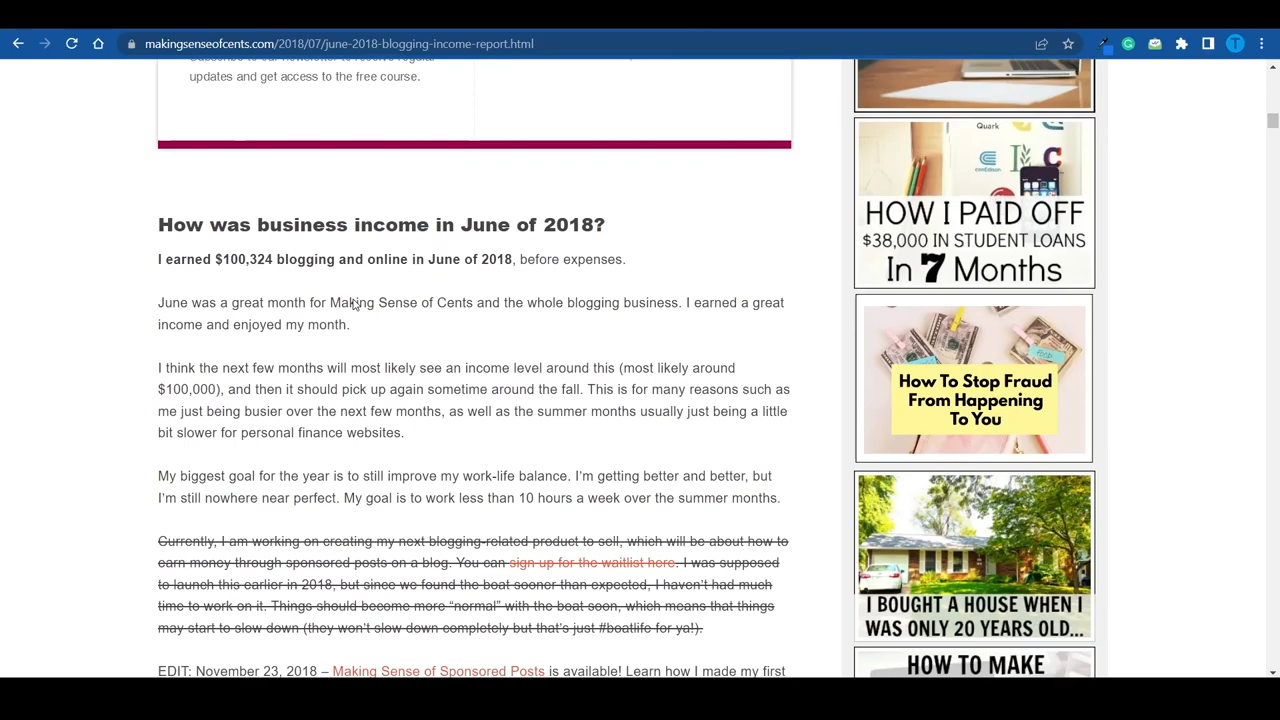 makingsenseofcents.com/2018/07/june-2018-blogging-income-report.html
T
updates and get access to the free course.
How was business income in June of 2018?
I earned $100,324 blogging and online in June of 2018, before expenses.
June was a great month for Making Sense of Cents and the whole blogging business. I earned a great
income and enjoyed my month.
I think the next few months will most likely see an income level around this (most likely around
$100,000), and then it should pick up again sometime around the fall. This is for many reasons such as
me just being busier over the next few months, as well as the summer months usually just being a little
bit slower for personal finance websites.
My biggest goal for the year is to still improve my work-life balance. I'm getting better and better, but
I'm still nowhere near perfect. My goal is to work less than 10 hours a week over the summer months.
Currently, I am working on creating my next blogging-related product to sell, which will be about how to
earn money through sponsored posts on a blog. You can sign up for the waitlist here. I was supposed
to launch this earlier in 2018, but since we found the boat sooner than expected, I haven't had much
time to work on it. Things should become more “normal” with the boat soon, which means that things
may start to slow down (they won't slow down completely but that's just #boatlife for ya!).
EDIT: November 23, 2018 – Making Sense of Sponsored Posts is available! Learn how I made my first
Quark
conEdison
HOW I PAID OFF
$38,000 IN STUDENT LOANS
In 7 Months
FOOD
How To Stop Fraud
From Happening
To You
I BOUGHT A HOUSE WHEN I
WAS ONLY 20 YEARS OLD...
HOW TO MAKE